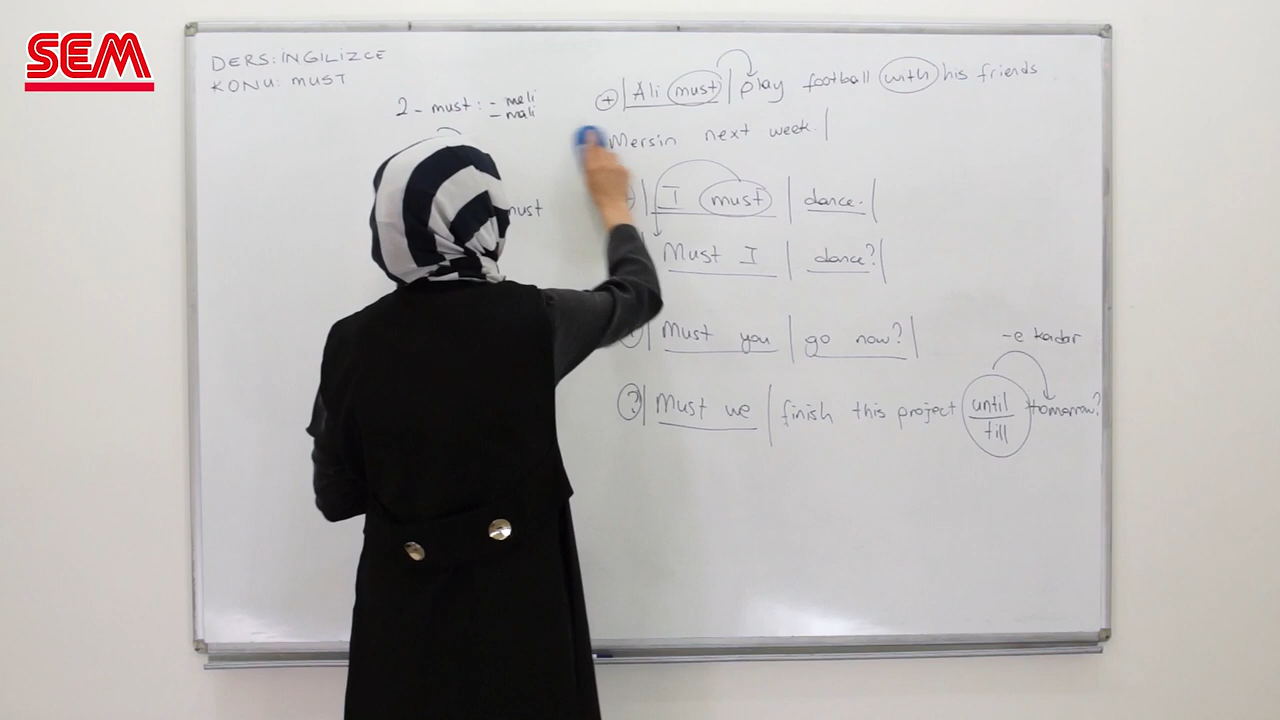 SEM
DERS: İNGİLİZCE
KONU: MUST
2- must: -meli
-malı
must
(+) | Ali must | play football with his friends
Mersin next week. |
| I must | dance. |
Must I | dance? |
| Must you | go now? |
-e kadar
(?) | Must we | finish this project until tomorrow?
till